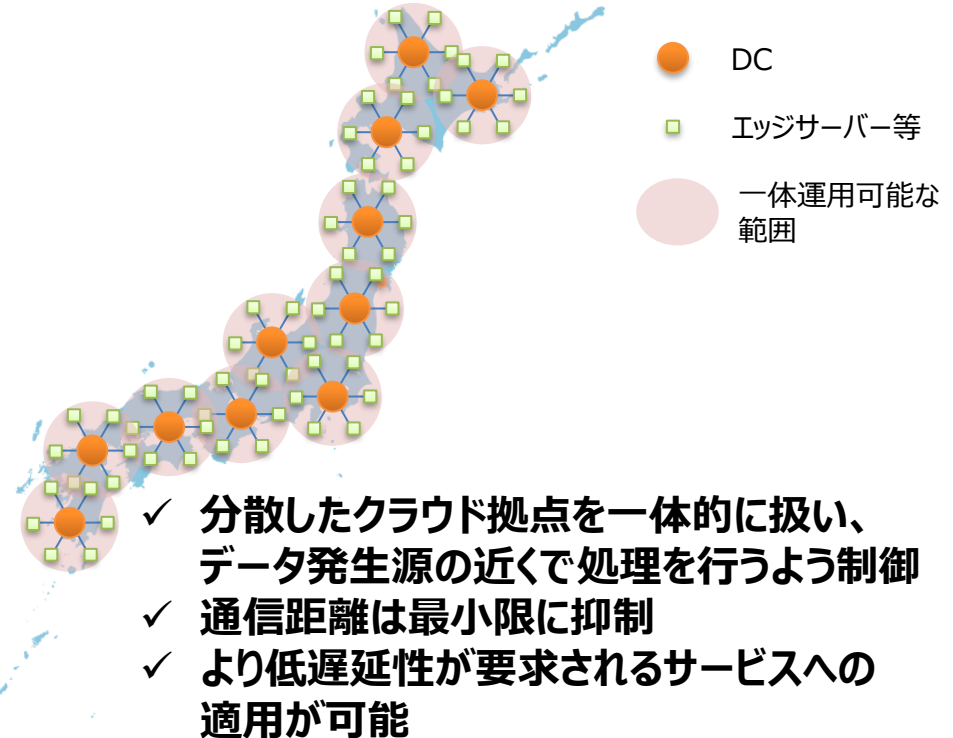 DC
エッジサーバー等
一体運用可能な
範囲
✓ 分散したクラウド拠点を一体的に扱い、
データ発生源の近くで処理を行うよう制御
✓ 通信距離は最小限に抑制
✓ より低遅延性が要求されるサービスへの
適用が可能